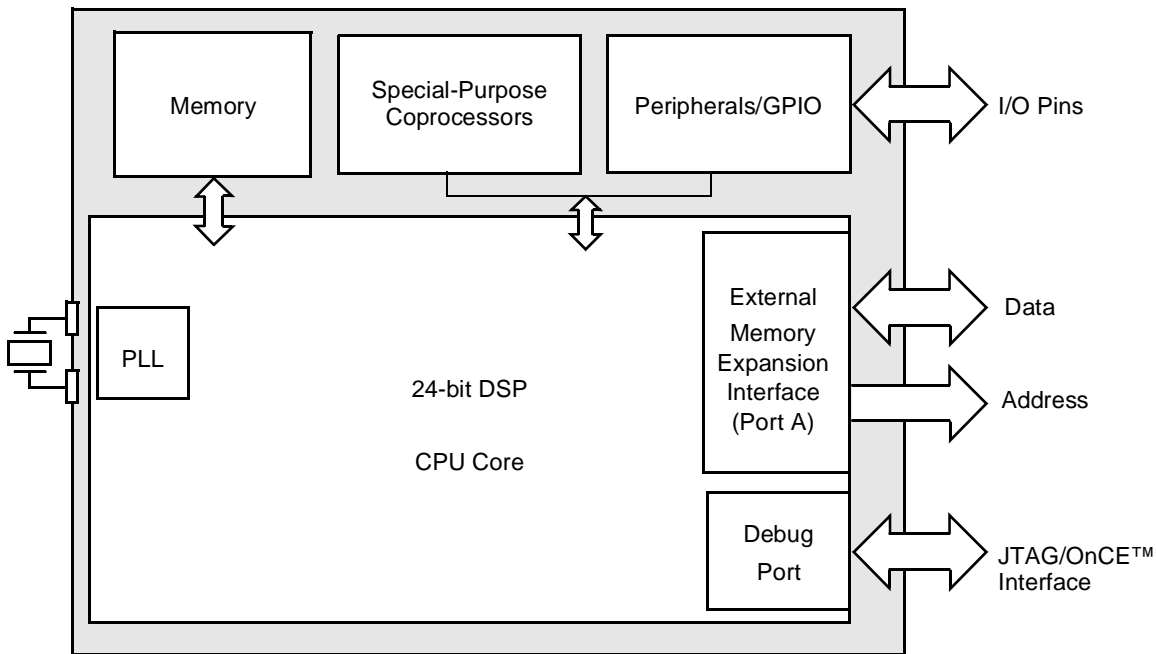 Memory
Special-Purpose
Coprocessors
Peripherals/GPIO
I/O Pins
PLL
24-bit DSP
CPU Core
External
Memory
Expansion
Interface
(Port A)
Data
Address
Debug
Port
JTAG/OnCE™
Interface